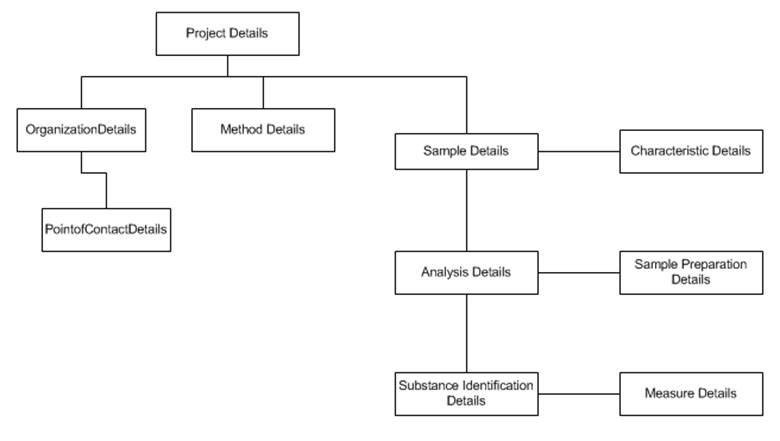 Project Details
OrganizationDetails
Method Details
Sample Details
Characteristic Details
PointofContactDetails
Analysis Details
Sample Preparation
Details
Substance Identification
Details
Measure Details